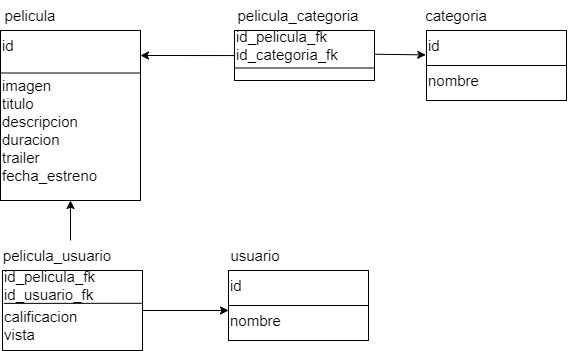 pelicula
id
imagen
titulo
descripcion
duracion
trailer
fecha_estreno
pelicula_categoria
id_pelicula_fk
id_categoria_fk
categoria
id
nombre
pelicula_usuario
id_pelicula_fk
id_usuario_fk
calificacion
vista
usuario
id
nombre